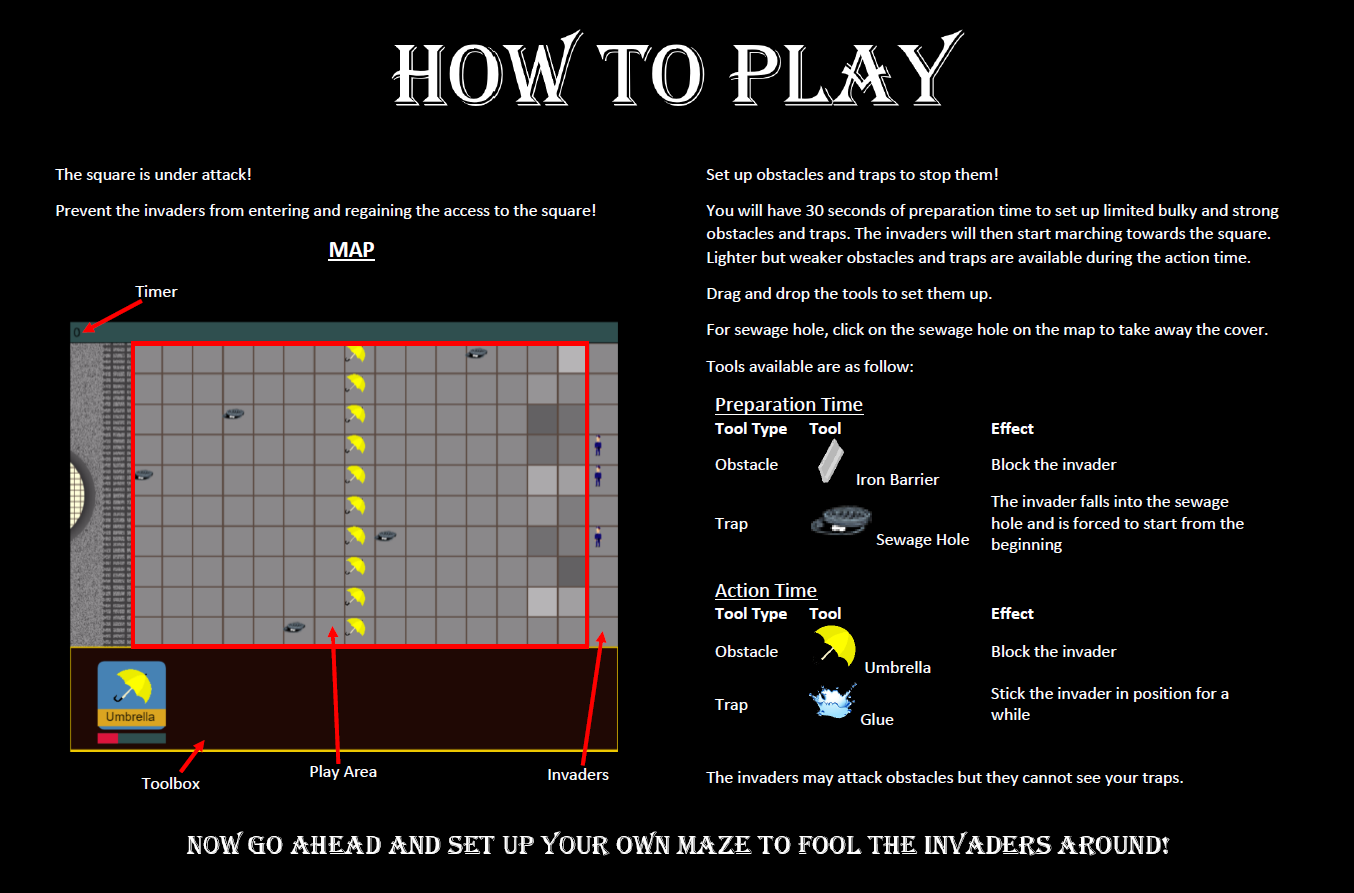 HOW TO PLAY
The square is under attack!
Prevent the invaders from entering and regaining the access to the square!
MAP
Timer
0
Umbrella
Toolbox
Play Area
Invaders
Set up obstacles and traps to stop them!
You will have 30 seconds of preparation time to set up limited bulky and strong
obstacles and traps. The invaders will then start marching towards the square.
Lighter but weaker obstacles and traps are available during the action time.
Drag and drop the tools to set them up.
For sewage hole, click on the sewage hole on the map to take away the cover.
Tools available are as follow:
Preparation Time
Tool Type Tool Effect
Obstacle Iron Barrier Block the invader
Trap Sewage Hole The invader falls into the sewage
hole and is forced to start from the
beginning
Action Time
Tool Type Tool Effect
Obstacle Umbrella Block the invader
Trap Glue Stick the invader in position for a
while
The invaders may attack obstacles but they cannot see your traps.
NOW GO AHEAD AND SET UP YOUR OWN MAZE TO FOOL THE INVADERS AROUND!